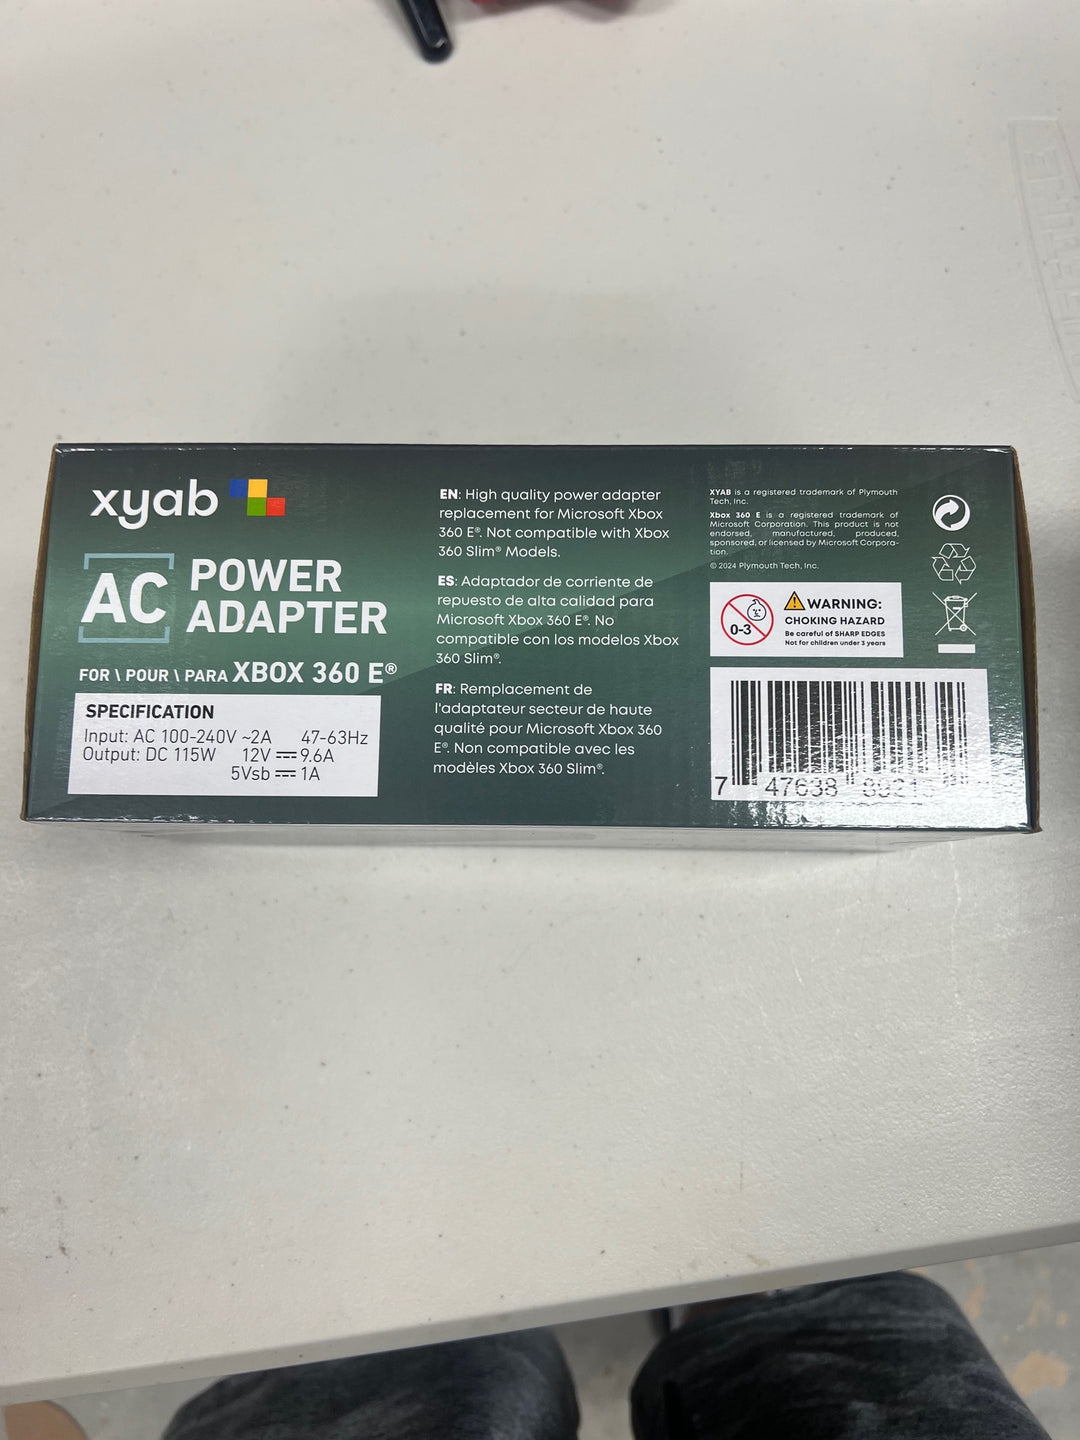 xyab
AC POWER
ADAPTER
FOR \ POUR \ PARA XBOX 360 E®
SPECIFICATION
Input: AC 100-240V ~2A 47-63Hz
Output: DC 115W 12V ⎓ 9.6A
5Vsb ⎓ 1A
EN: High quality power adapter
replacement for Microsoft Xbox
360 E®. Not compatible with Xbox
360 Slim® Models.
ES: Adaptador de corriente de
repuesto de alta calidad para
Microsoft Xbox 360 E®. No
compatible con los modelos Xbox
360 Slim®.
FR: Remplacement de
l'adaptateur secteur de haute
qualité pour Microsoft Xbox 360
E®. Non compatible avec les
modèles Xbox 360 Slim®.
XYAB is a registered trademark of Plymouth
Tech, Inc.
Xbox 360 E is a registered trademark of
Microsoft Corporation. This product is not
endorsed, manufactured, produced,
sponsored, or licensed by Microsoft Corpora-
tion.
© 2024 Plymouth Tech, Inc.
0-3
WARNING:
CHOKING HAZARD
Be careful of SHARP EDGES
Not for children under 3 years
7 47638